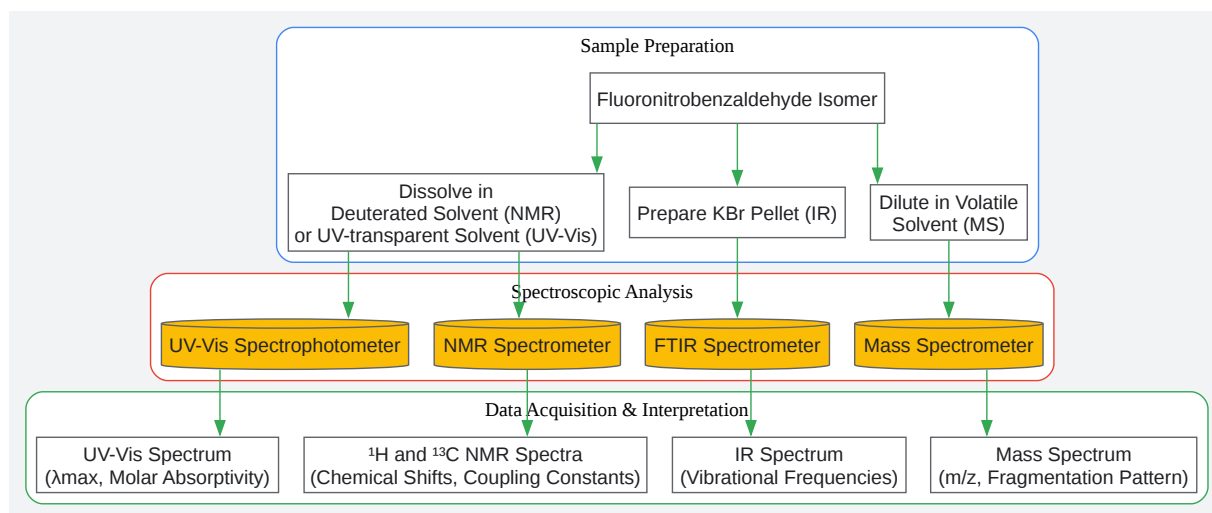 Sample Preparation
Fluoronitrobenzaldehyde Isomer
Dissolve in
Deuterated Solvent (NMR)
or UV-transparent Solvent (UV-Vis)
Prepare KBr Pellet (IR)
Dilute in Volatile
Solvent (MS)
Spectroscopic Analysis
UV-Vis Spectrophotometer
NMR Spectrometer
FTIR Spectrometer
Mass Spectrometer
Data Acquisition & Interpretation
UV-Vis Spectrum
(λmax, Molar Absorptivity)
¹H and ¹³C NMR Spectra
(Chemical Shifts, Coupling Constants)
IR Spectrum
(Vibrational Frequencies)
Mass Spectrum
(m/z, Fragmentation Pattern)